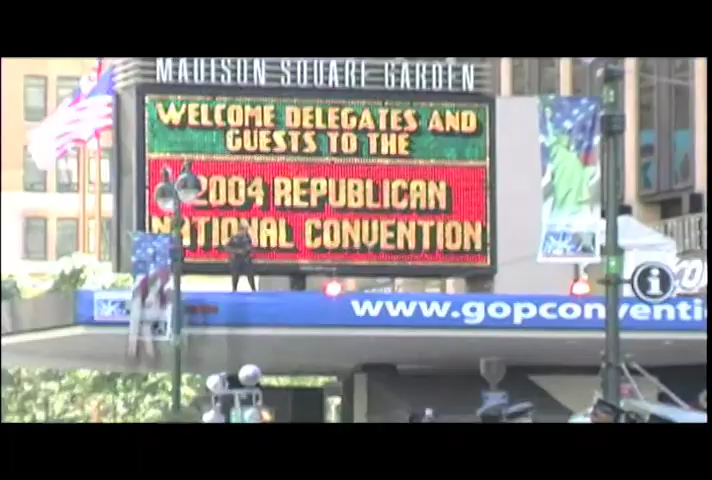 MADISON SQUARE GARDEN
WELCOME DELEGATES AND
GUESTS TO THE
2004 REPUBLICAN
NATIONAL CONVENTION
www.gopconventi
i